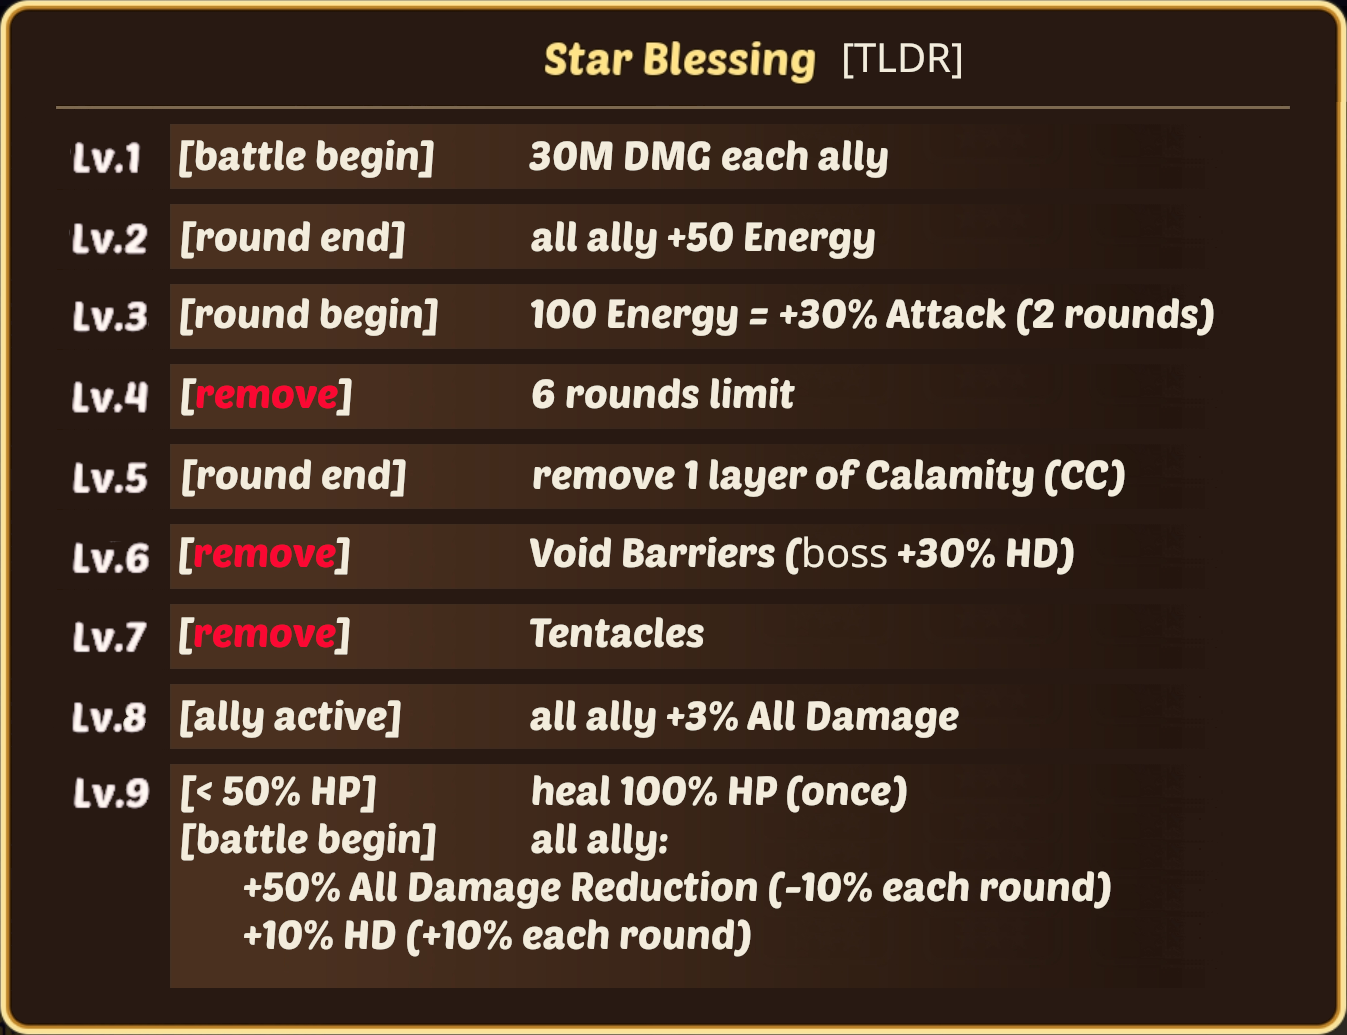 Star Blessing [TLDR]
Lv.1 [battle begin] 30M DMG each ally
Lv.2 [round end] all ally +50 Energy
Lv.3 [round begin] 100 Energy = +30% Attack (2 rounds)
Lv.4 [remove] 6 rounds limit
Lv.5 [round end] remove 1 layer of Calamity (CC)
Lv.6 [remove] Void Barriers (boss +30% HD)
Lv.7 [remove] Tentacles
Lv.8 [ally active] all ally +3% All Damage
Lv.9 [< 50% HP] heal 100% HP (once)
[battle begin] all ally:
+50% All Damage Reduction (-10% each round)
+10% HD (+10% each round)